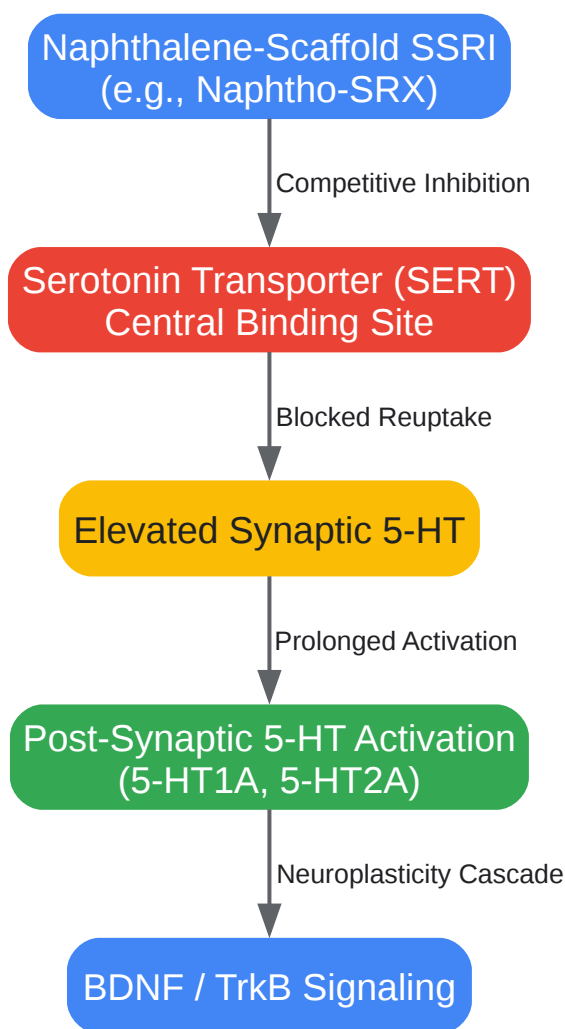 Naphthalene-Scaffold SSRI
(e.g., Naphtho-SRX)
Competitive Inhibition
Serotonin Transporter (SERT)
Central Binding Site
Blocked Reuptake
Elevated Synaptic 5-HT
Prolonged Activation
Post-Synaptic 5-HT Activation
(5-HT1A, 5-HT2A)
Neuroplasticity Cascade
BDNF / TrkB Signaling